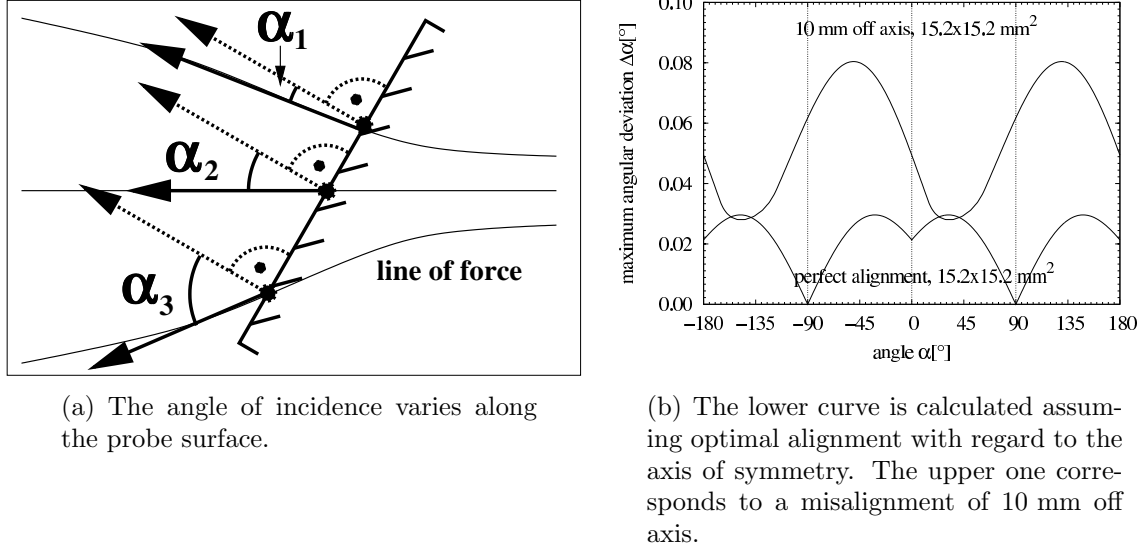 α1
α2
α3
line of force
(a) The angle of incidence varies along
the probe surface.
maximum angular deviation Δα[°]
0.10
0.08
0.06
0.04
0.02
0.00
10 mm off axis, 15.2x15.2 mm²
perfect alignment, 15.2x15.2 mm²
−180 −135 −90 −45 0 45 90 135 180
angle α[°]
(b) The lower curve is calculated assum-
ing optimal alignment with regard to the
axis of symmetry. The upper one corre-
sponds to a misalignment of 10 mm off
axis.